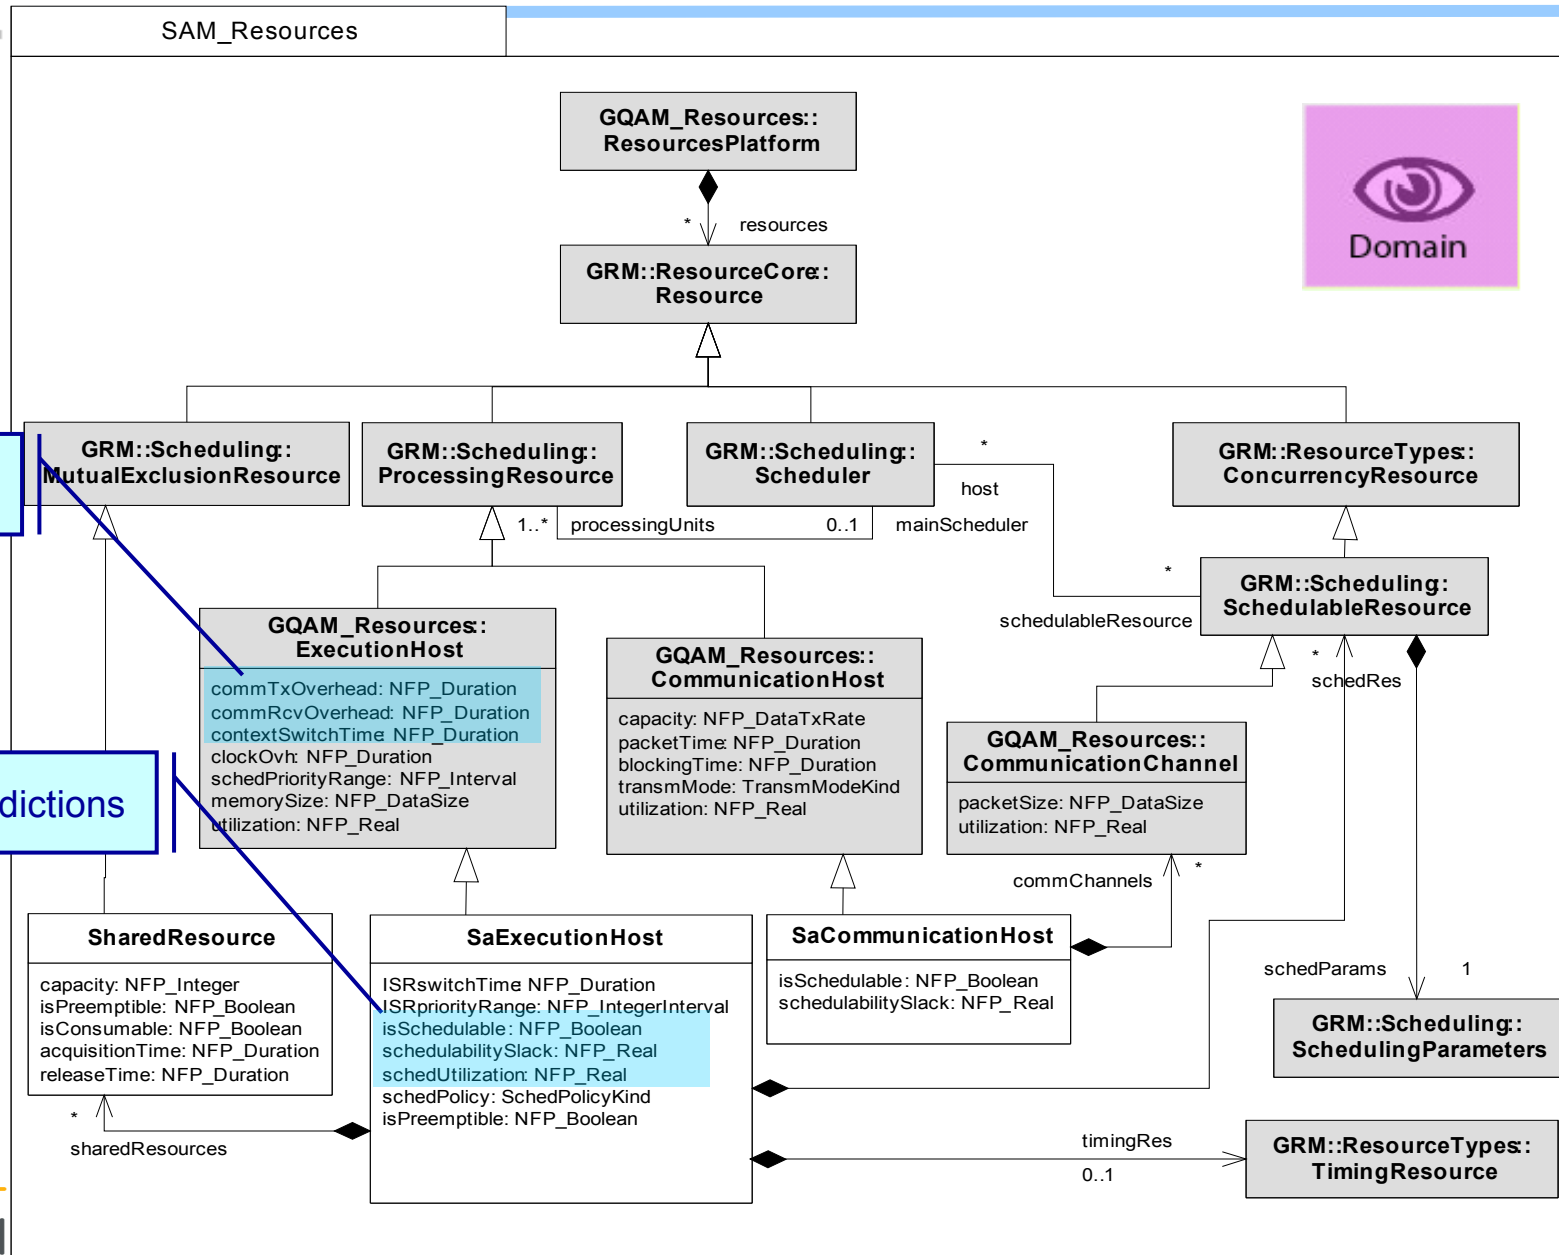 SAM_Resources
GQAM_Resources::
ResourcesPlatform
*
resources
Domain
GRM::ResourceCore::
Resource
GRM::Scheduling::
MutualExclusionResource
GRM::Scheduling::
ProcessingResource
GRM::Scheduling::
Scheduler
GRM::ResourceTypes::
ConcurrencyResource
*
host
1..*
processingUnits
0..1
mainScheduler
*
schedulableResource
GRM::Scheduling::
SchedulableResource
GQAM_Resources::
ExecutionHost
commTxOverhead: NFP_Duration
commRcvOverhead: NFP_Duration
contextSwitchTime: NFP_Duration
clockOvh: NFP_Duration
schedPriorityRange: NFP_Interval
memorySize: NFP_DataSize
utilization: NFP_Real
GQAM_Resources::
CommunicationHost
capacity: NFP_DataTxRate
packetTime: NFP_Duration
blockingTime: NFP_Duration
transmMode: TransmModeKind
utilization: NFP_Real
*
schedRes
GQAM_Resources::
CommunicationChannel
packetSize: NFP_DataSize
utilization: NFP_Real
dictions
commChannels
*
SharedResource
capacity: NFP_Integer
isPreemptible: NFP_Boolean
isConsumable: NFP_Boolean
acquisitionTime: NFP_Duration
releaseTime: NFP_Duration
SaExecutionHost
ISRswitchTime: NFP_Duration
ISRpriorityRange: NFP_IntegerInterval
isSchedulable: NFP_Boolean
schedulabilitySlack: NFP_Real
schedUtilization: NFP_Real
schedPolicy: SchedPolicyKind
isPreemptible: NFP_Boolean
SaCommunicationHost
isSchedulable: NFP_Boolean
schedulabilitySlack: NFP_Real
schedParams
1
GRM::Scheduling::
SchedulingParameters
*
sharedResources
timingRes
0..1
GRM::ResourceTypes::
TimingResource